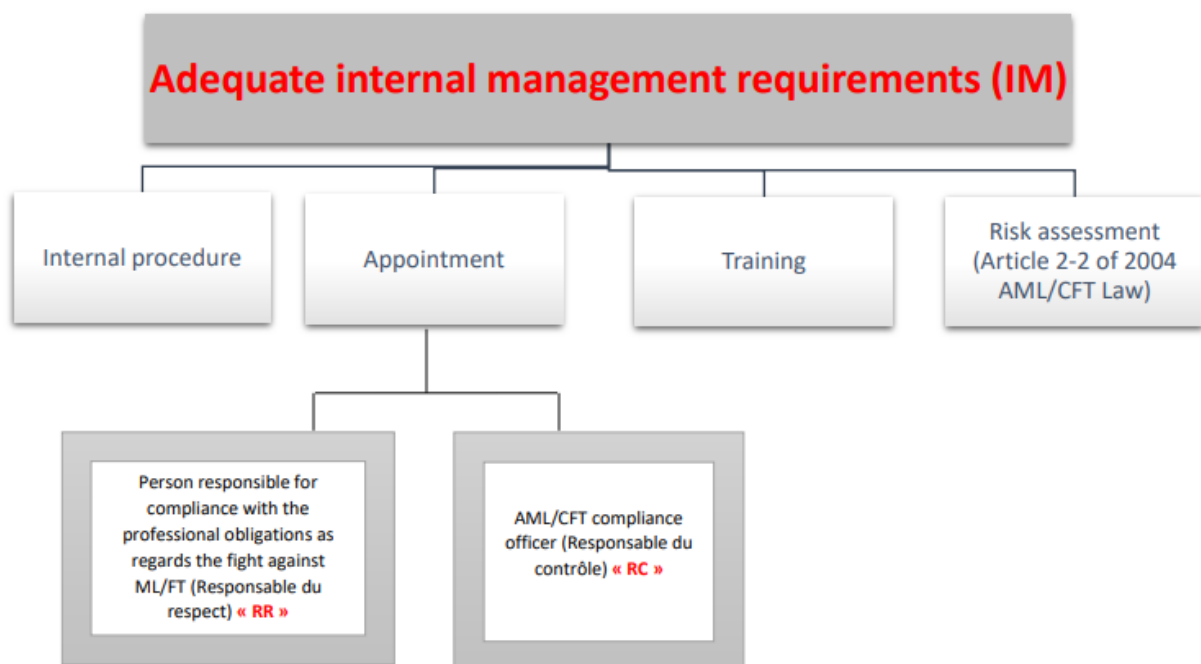 Adequate internal management requirements (IM)
Internal procedure
Appointment
Training
Risk assessment
(Article 2-2 of 2004
AML/CFT Law)
Person responsible for
compliance with the
professional obligations as
regards the fight against
ML/FT (Responsable du
respect) « RR »
AML/CFT compliance
officer (Responsable du
contrôle) « RC »